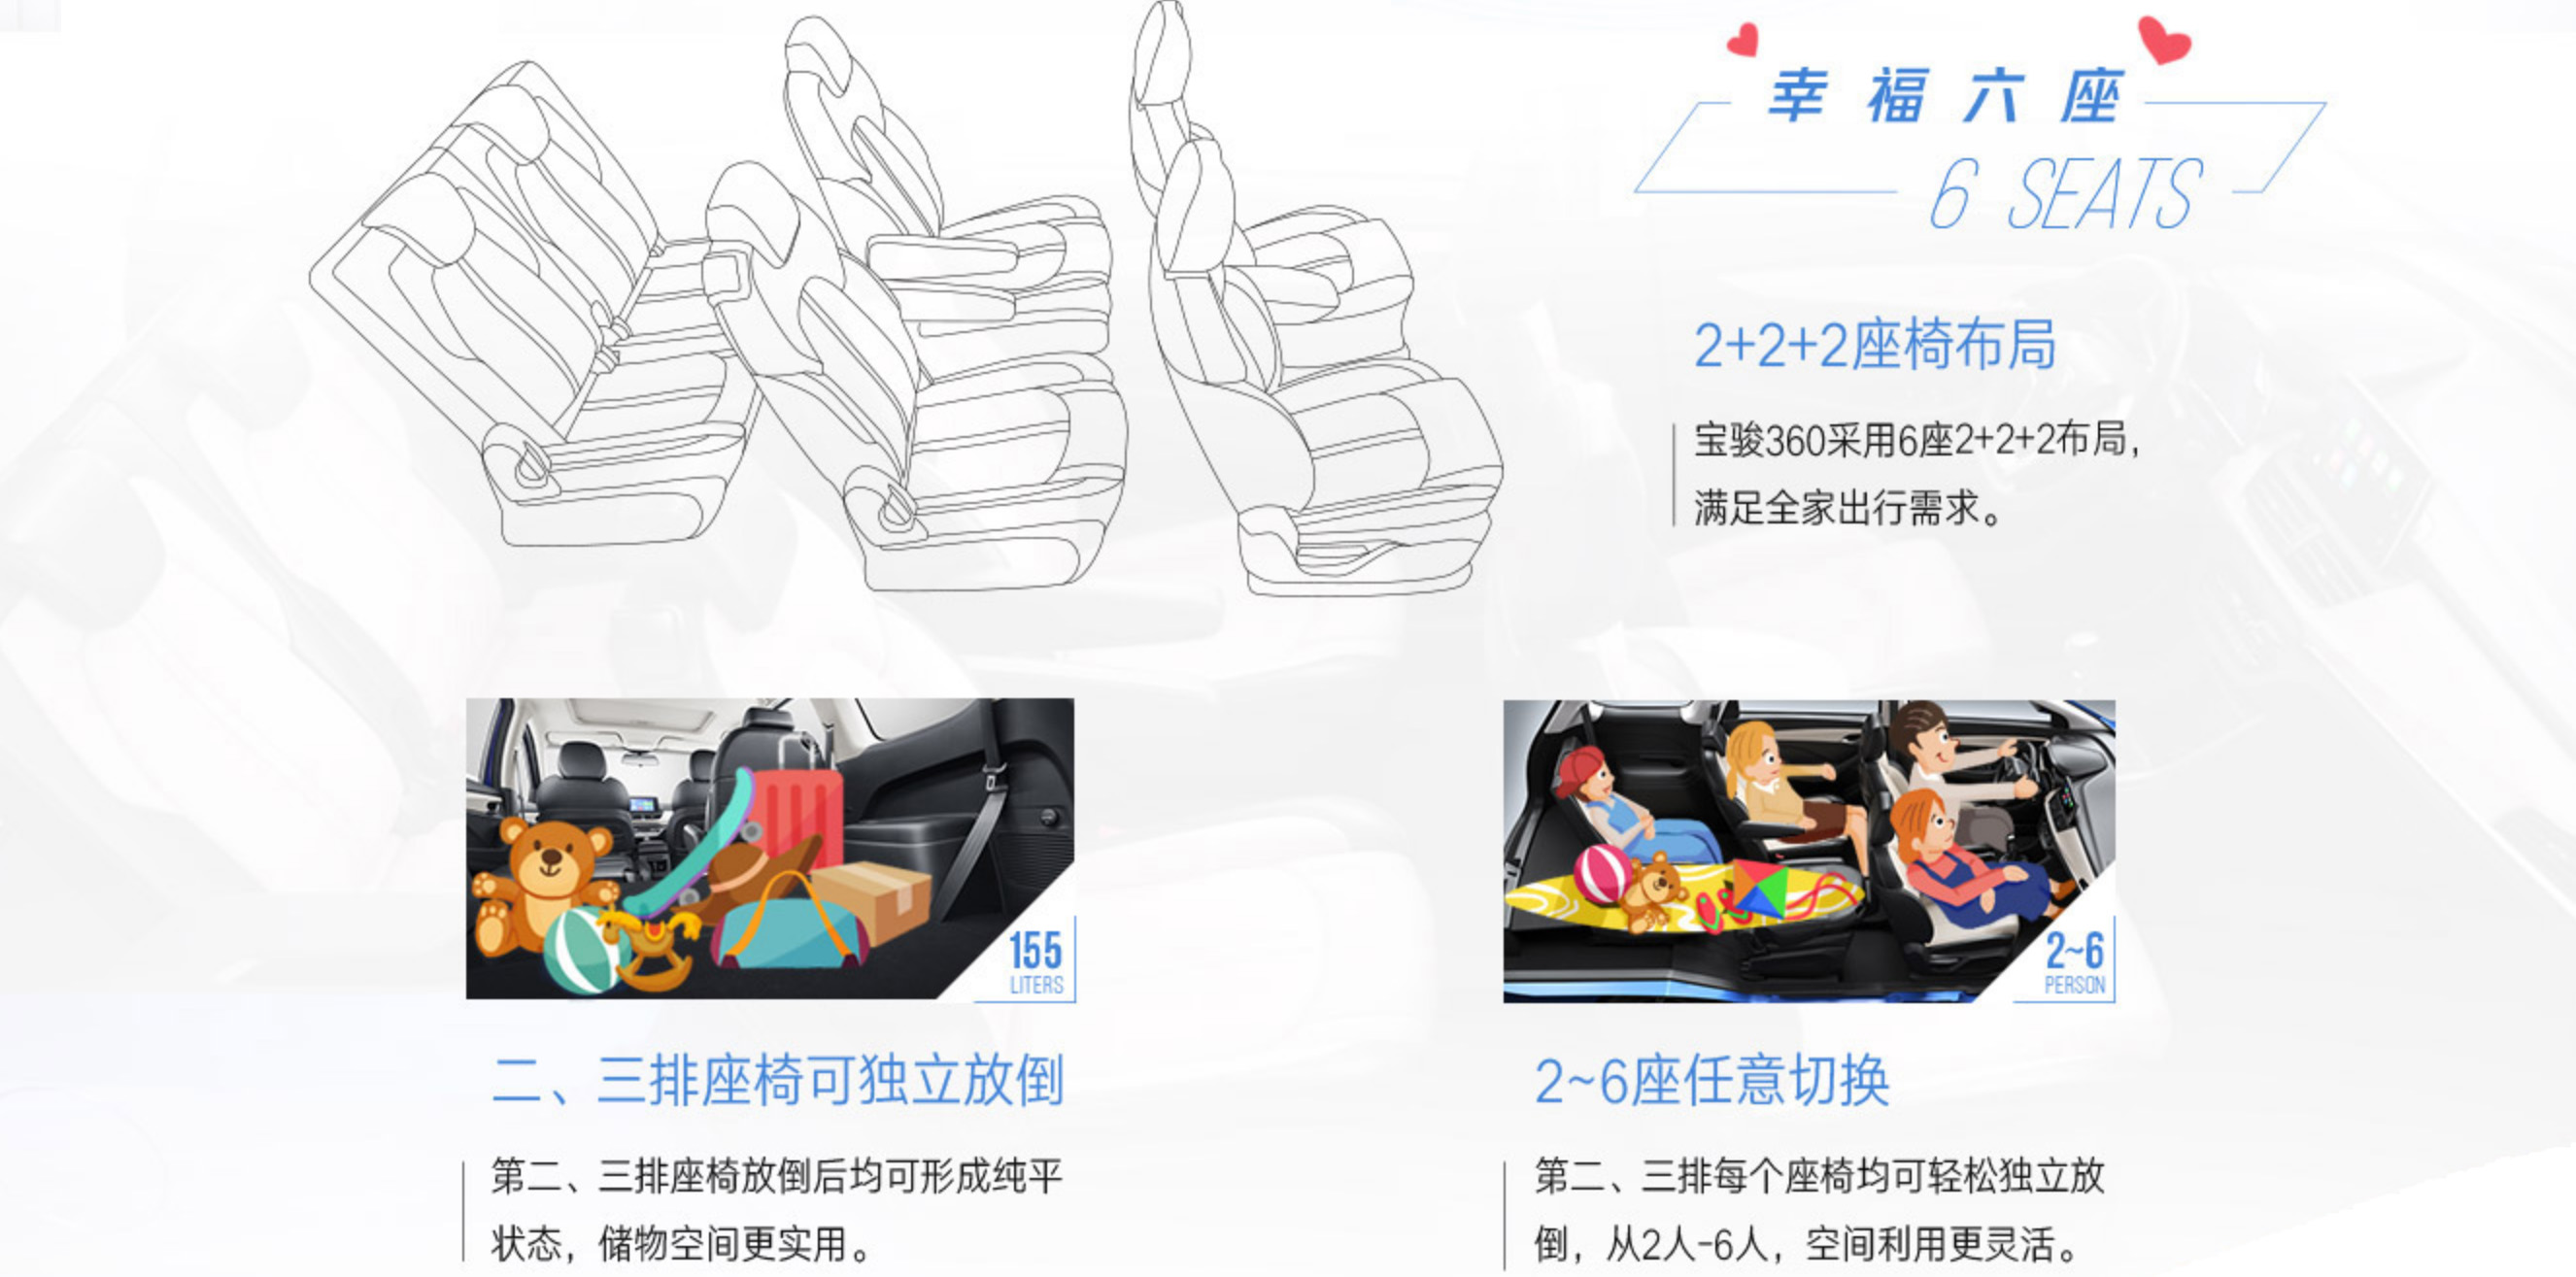 幸福六座
6 SEATS
2+2+2座椅布局
宝骏360采用6座2+2+2布局，
满足全家出行需求。
155
LITERS
二、三排座椅可独立放倒
第二、三排座椅放倒后均可形成纯平
状态，储物空间更实用。
2~6
PERSON
2~6座任意切换
第二、三排每个座椅均可轻松独立放
倒，从2人-6人，空间利用更灵活。